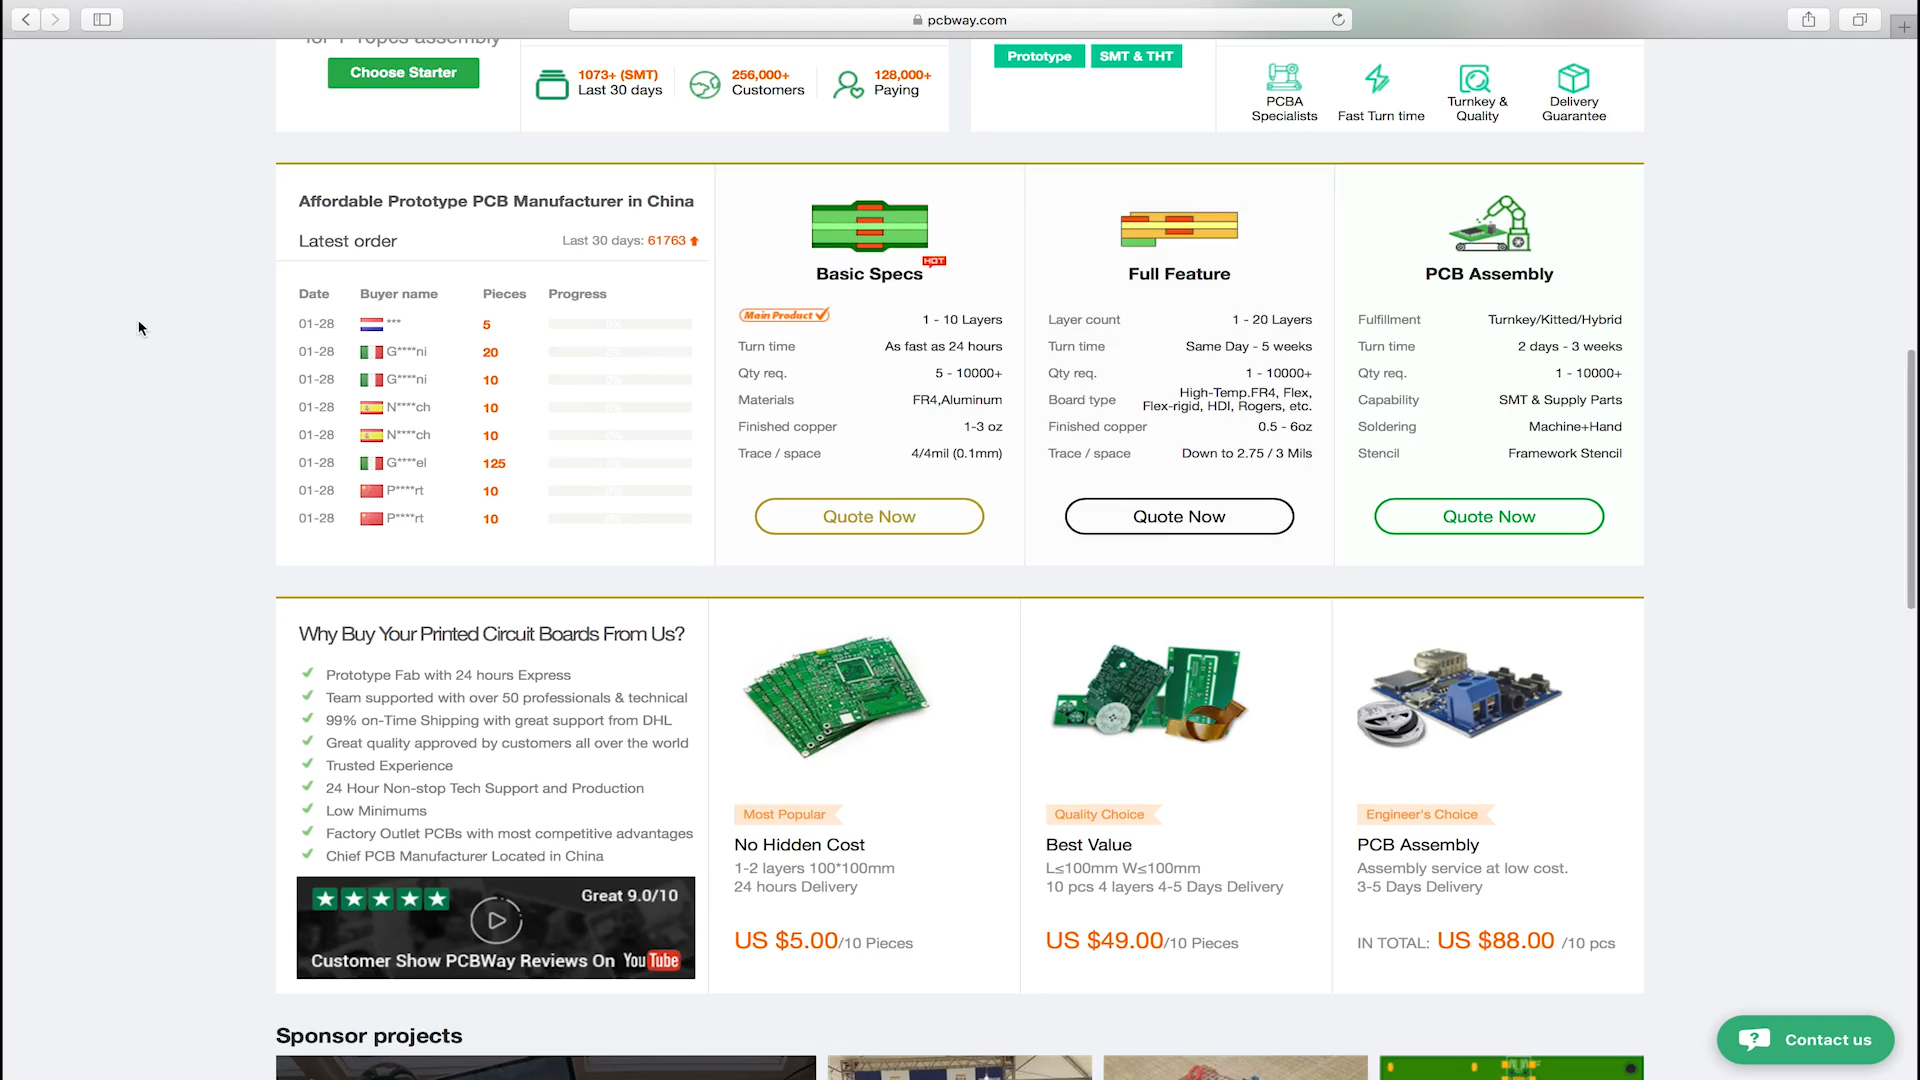 pcbway.com
Choose Starter
1073+ (SMT)
Last 30 days
256,000+
Customers
128,000+
Paying
Prototype
SMT & THT
PCBA
Specialists
Fast Turn time
Turnkey &
Quality
Delivery
Guarantee
Affordable Prototype PCB Manufacturer in China
Latest order
Last 30 days: 61763
Date Buyer name Pieces Progress
01-28 *** 5
01-28 G****ni 20
01-28 G****ni 10
01-28 N****ch 10
01-28 N****ch 10
01-28 G****el 125
01-28 P****rt 10
01-28 P****rt 10
HOT
Basic Specs
Main Product 1 - 10 Layers
Turn time As fast as 24 hours
Qty req. 5 - 10000+
Materials FR4,Aluminum
Finished copper 1-3 oz
Trace / space 4/4mil (0.1mm)
Quote Now
Full Feature
Layer count 1 - 20 Layers
Turn time Same Day - 5 weeks
Qty req. 1 - 10000+
Board type High-Temp.FR4, Flex,
Flex-rigid, HDI, Rogers, etc.
Finished copper 0.5 - 6oz
Trace / space Down to 2.75 / 3 Mils
Quote Now
PCB Assembly
Fulfillment Turnkey/Kitted/Hybrid
Turn time 2 days - 3 weeks
Qty req. 1 - 10000+
Capability SMT & Supply Parts
Soldering Machine+Hand
Stencil Framework Stencil
Quote Now
Why Buy Your Printed Circuit Boards From Us?
Prototype Fab with 24 hours Express
Team supported with over 50 professionals & technical
99% on-Time Shipping with great support from DHL
Great quality approved by customers all over the world
Trusted Experience
24 Hour Non-stop Tech Support and Production
Low Minimums
Factory Outlet PCBs with most competitive advantages
Chief PCB Manufacturer Located in China
Great 9.0/10
Customer Show PCBWay Reviews On YouTube
Most Popular
No Hidden Cost
1-2 layers 100*100mm
24 hours Delivery
US $5.00/10 Pieces
Quality Choice
Best Value
L≤100mm W≤100mm
10 pcs 4 layers 4-5 Days Delivery
US $49.00/10 Pieces
Engineer's Choice
PCB Assembly
Assembly service at low cost.
3-5 Days Delivery
IN TOTAL: US $88.00 /10 pcs
Sponsor projects
Contact us